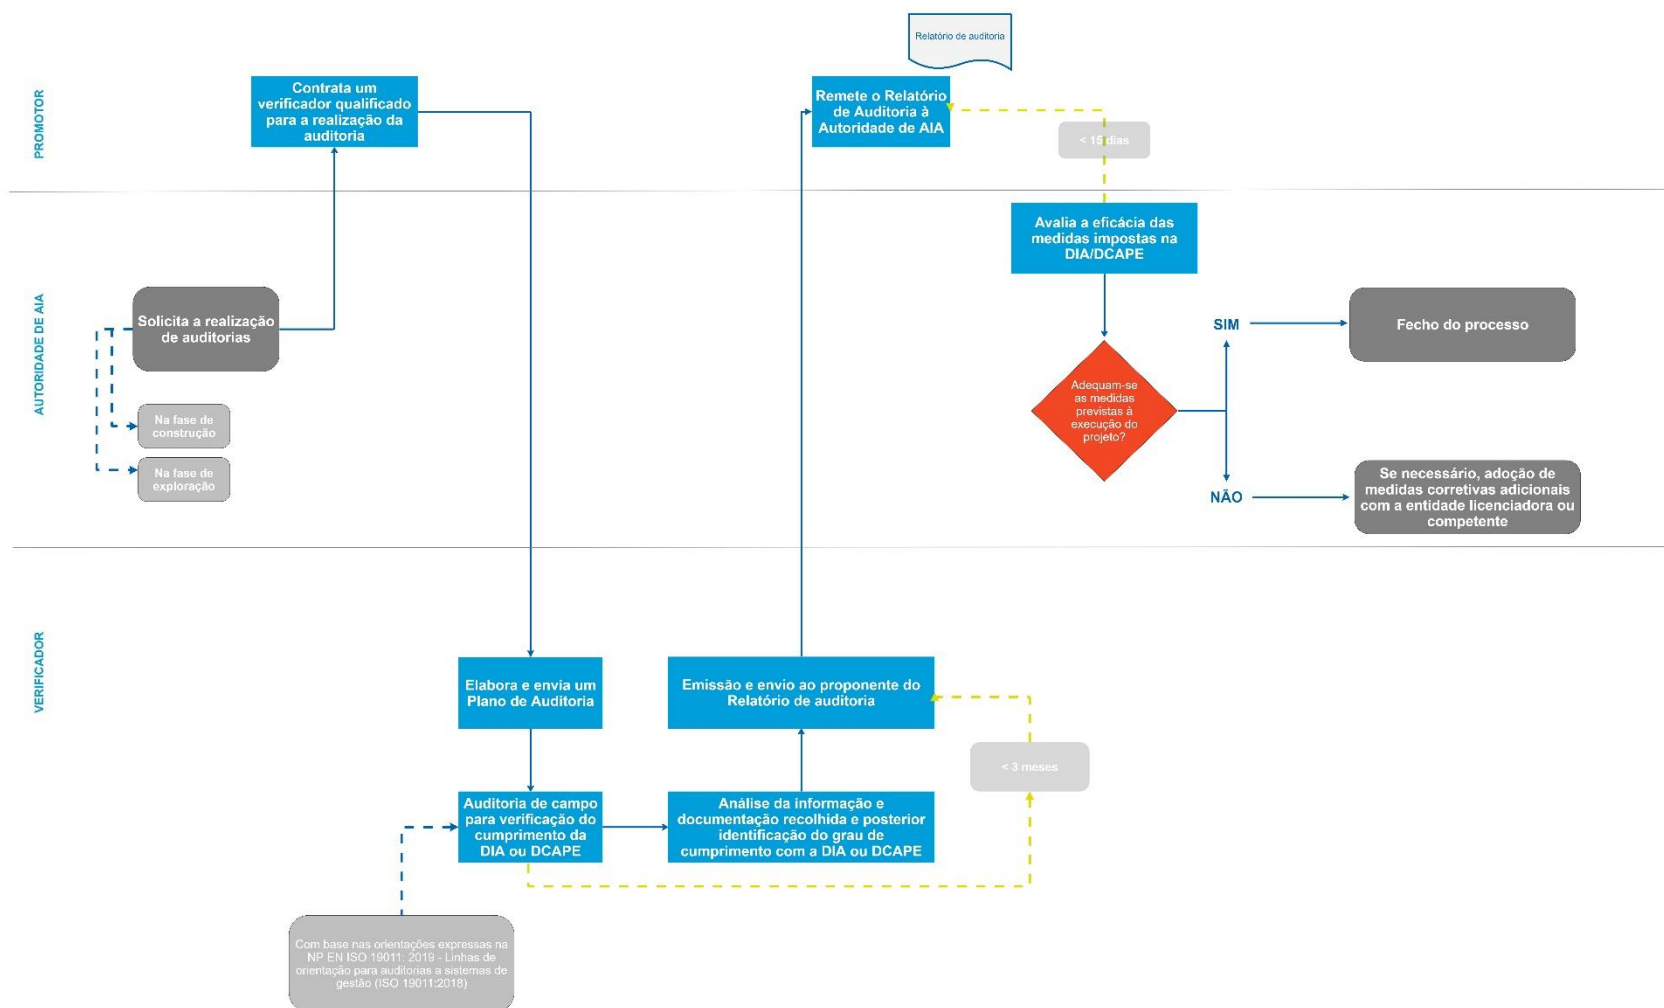 Relatório de auditoria
PROMOTOR
Contrata um
verificador qualificado
para a realização da
auditoria
Remete o Relatório
de Auditoria à
Autoridade de AIA
< 15 dias
AUTORIDADE DE AIA
Avalia a eficácia das
medidas impostas na
DIA/DCAPE
Solicita a realização
de auditorias
SIM
Fecho do processo
Adequam-se
as medidas
previstas à
execução do
projeto?
Na fase de
construção
Na fase de
exploração
NÃO
Se necessário, adoção de
medidas corretivas adicionais
com a entidade licenciadora ou
competente
VERIFICADOR
Elabora e envia um
Plano de Auditoria
Emissão e envio ao proponente do
Relatório de auditoria
< 3 meses
Auditoria de campo
para verificação do
cumprimento da
DIA ou DCAPE
Análise da informação e
documentação recolhida e posterior
identificação do grau de
cumprimento com a DIA ou DCAPE
Com base nas orientações expressas na
NP EN ISO 19011: 2019 - Linhas de
orientação para auditorias a sistemas de
gestão (ISO 19011:2018)